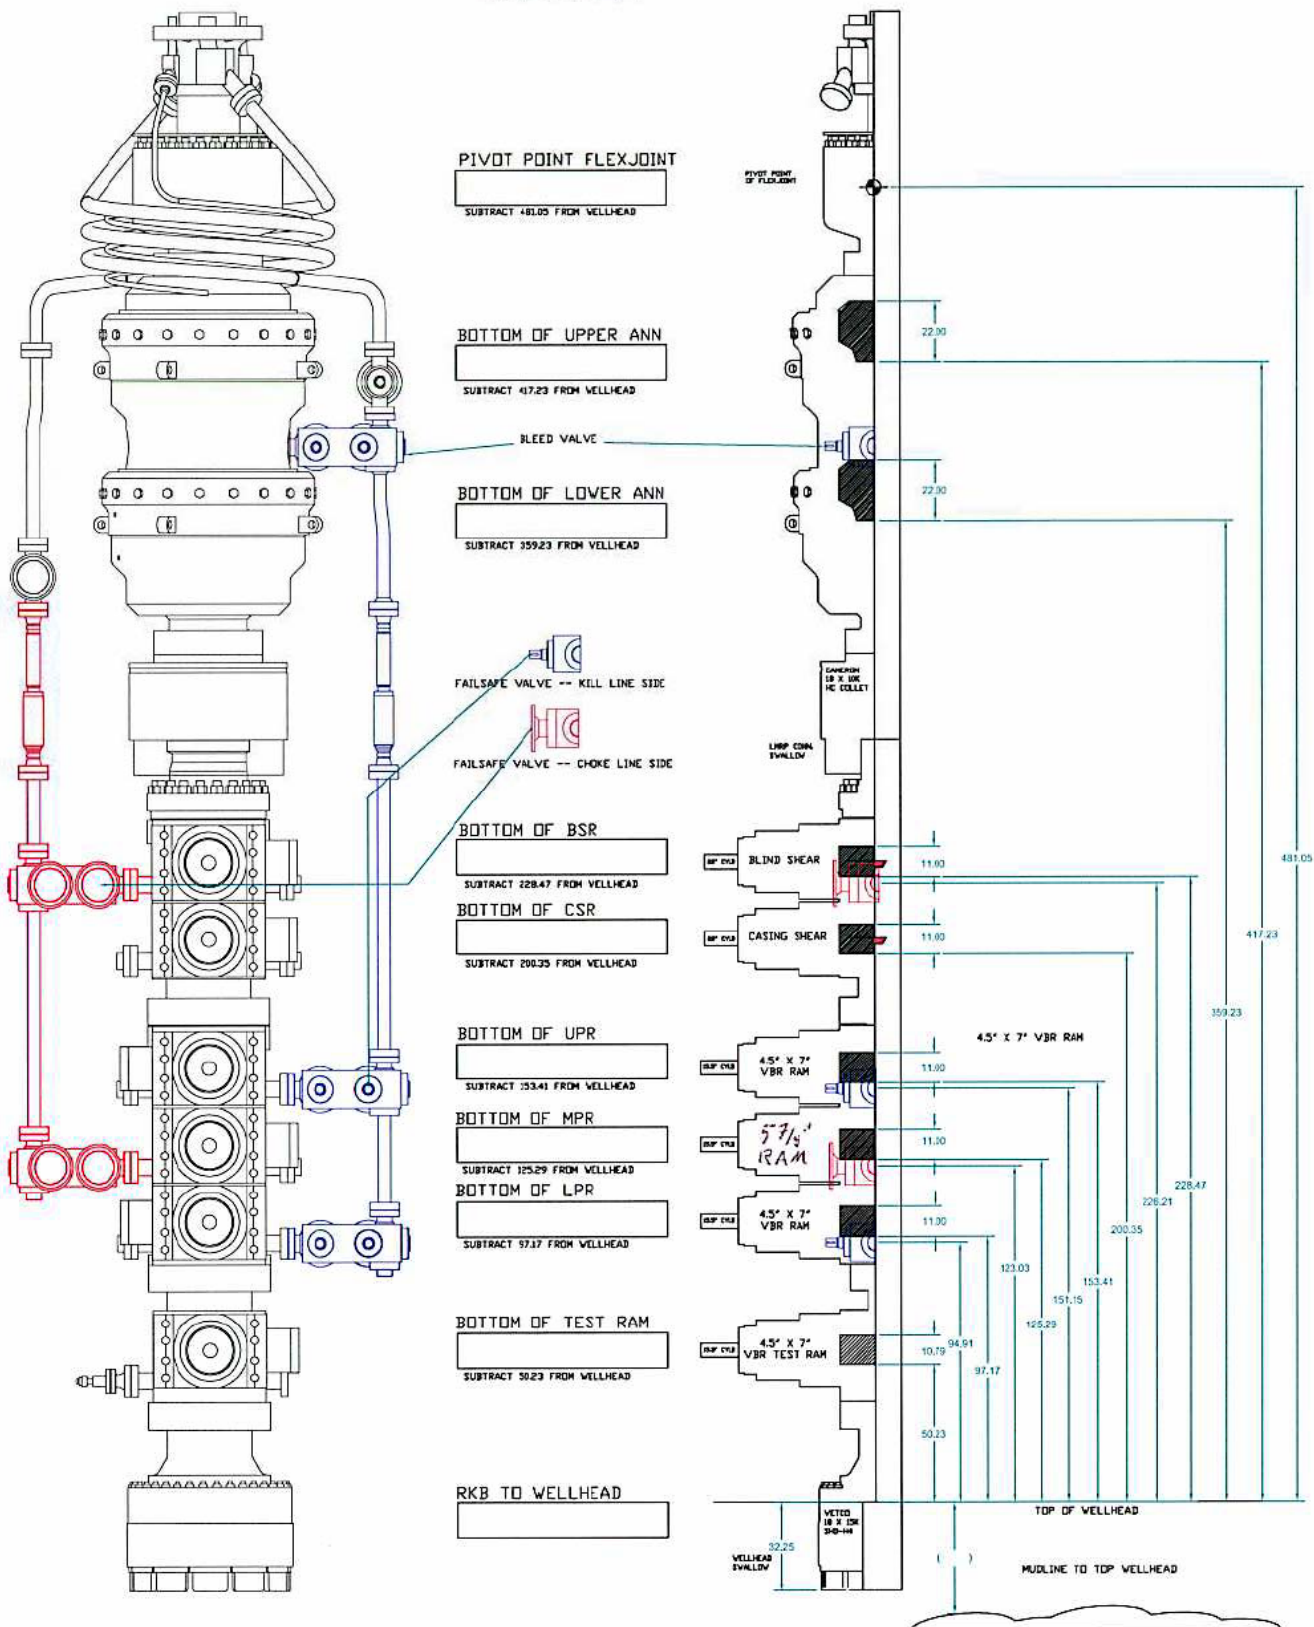 PIVOT POINT FLEXJOINT
SUBTRACT 481.05 FROM WELLHEAD
BOTTOM OF UPPER ANN
SUBTRACT 417.23 FROM WELLHEAD
BLEED VALVE
BOTTOM OF LOWER ANN
SUBTRACT 359.23 FROM WELLHEAD
FAILSAFE VALVE -- KILL LINE SIDE
FAILSAFE VALVE -- CHOKE LINE SIDE
BOTTOM OF BSR
SUBTRACT 228.47 FROM WELLHEAD
BOTTOM OF CSR
SUBTRACT 200.35 FROM WELLHEAD
BOTTOM OF UPR
SUBTRACT 153.41 FROM WELLHEAD
BOTTOM OF MPR
SUBTRACT 125.29 FROM WELLHEAD
BOTTOM OF LPR
SUBTRACT 97.17 FROM WELLHEAD
BOTTOM OF TEST RAM
SUBTRACT 50.23 FROM WELLHEAD
RKB TO WELLHEAD
PIVOT POINT
OF FLEXJOINT
22.00
22.00
CAMERON
18 X 10K
HC COLLET
LMRP CONN.
SWALLOW
BLIND SHEAR
11.00
CASING SHEAR
11.00
4.5" X 7"
VBR RAM
11.00
4.5" X 7" VBR RAM
5 7/8"
RAM
11.00
4.5" X 7"
VBR RAM
11.00
4.5" X 7"
VBR TEST RAM
10.79
50.23
94.91
97.17
123.03
125.29
151.15
153.41
200.35
226.21
228.47
359.23
417.23
481.05
VETCO
18 X 15K
SHD-H4
32.25
WELLHEAD
SWALLOW
TOP OF WELLHEAD
( )
MUDLINE TO TOP WELLHEAD